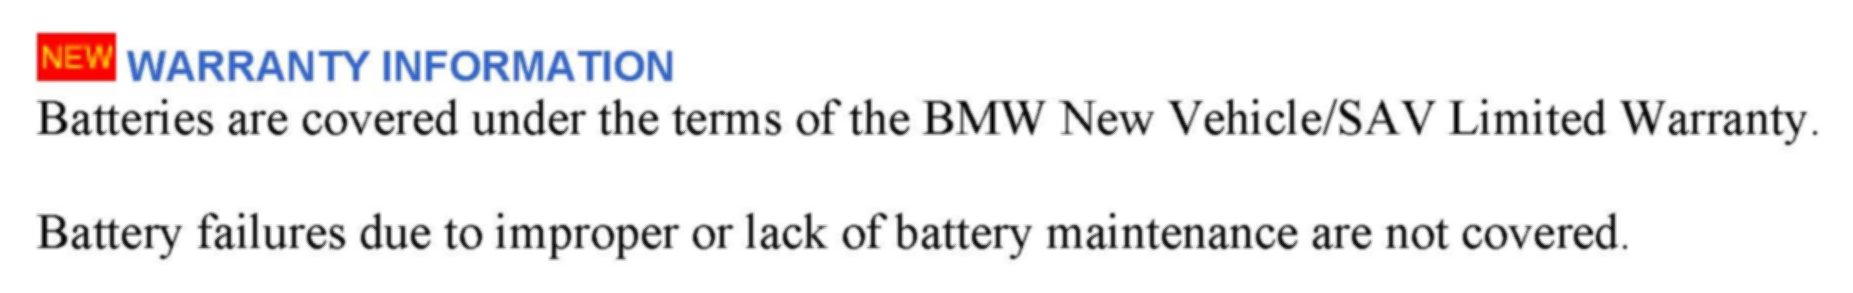 NEW WARRANTY INFORMATION
Batteries are covered under the terms of the BMW New Vehicle/SAV Limited Warranty.
Battery failures due to improper or lack of battery maintenance are not covered.